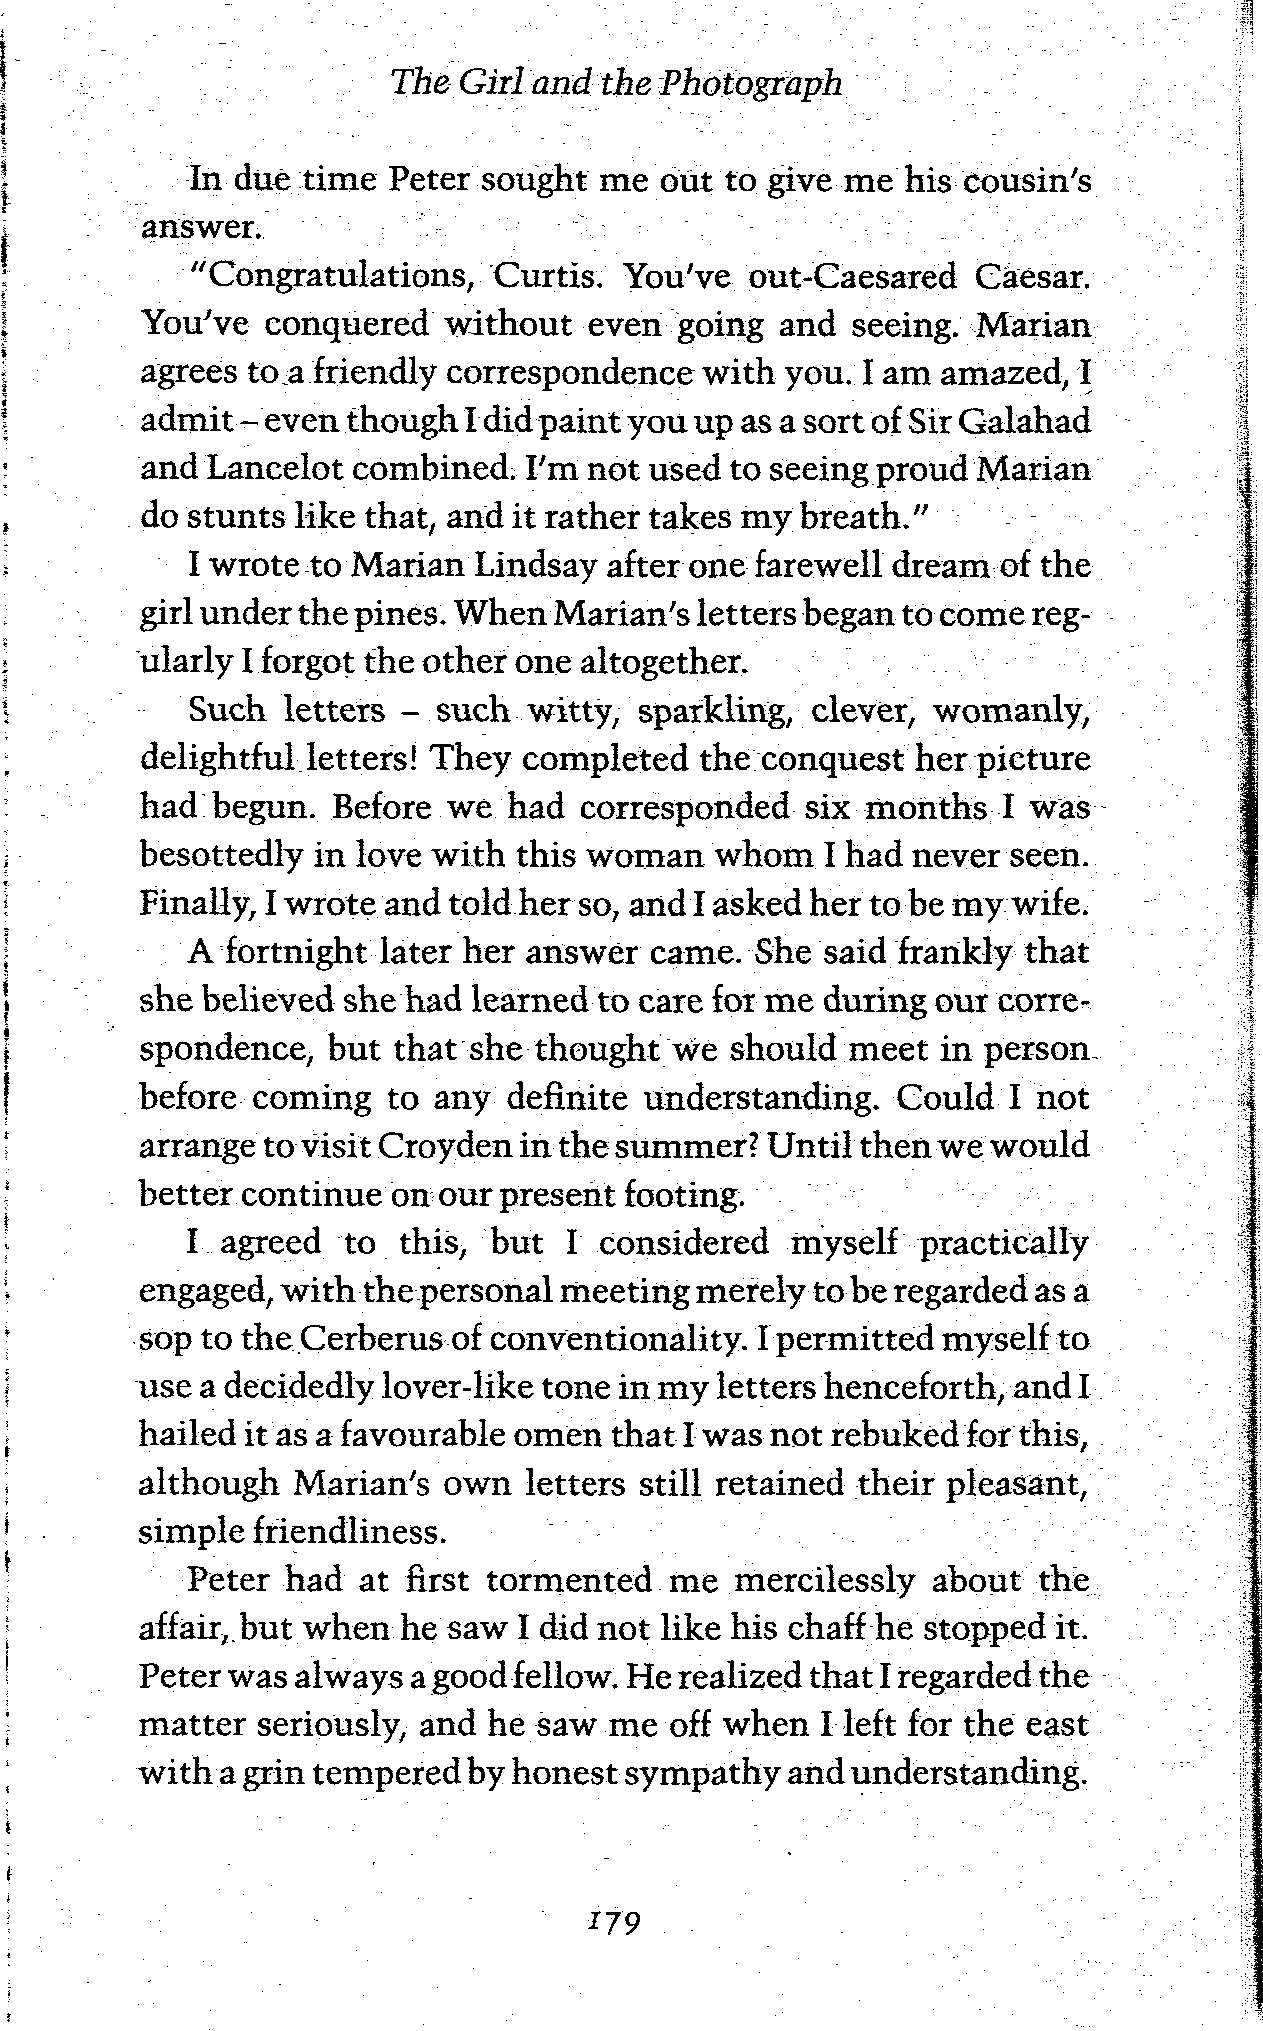 The Girl and the Photograph
In due time Peter sought me out to give me his cousin's
answer.
"Congratulations, Curtis. You've out-Caesared Caesar.
You've conquered without even going and seeing. Marian
agrees to a friendly correspondence with you. I am amazed, I
admit – even though I did paint you up as a sort of Sir Galahad
and Lancelot combined. I'm not used to seeing proud Marian
do stunts like that, and it rather takes my breath."
I wrote to Marian Lindsay after one farewell dream of the
girl under the pines. When Marian's letters began to come reg-
ularly I forgot the other one altogether.
Such letters – such witty, sparkling, clever, womanly,
delightful letters! They completed the conquest her picture
had begun. Before we had corresponded six months I was
besottedly in love with this woman whom I had never seen.
Finally, I wrote and told her so, and I asked her to be my wife.
A fortnight later her answer came. She said frankly that
she believed she had learned to care for me during our corre-
spondence, but that she thought we should meet in person
before coming to any definite understanding. Could I not
arrange to visit Croyden in the summer? Until then we would
better continue on our present footing.
I agreed to this, but I considered myself practically
engaged, with the personal meeting merely to be regarded as a
sop to the Cerberus of conventionality. I permitted myself to
use a decidedly lover-like tone in my letters henceforth, and I
hailed it as a favourable omen that I was not rebuked for this,
although Marian's own letters still retained their pleasant,
simple friendliness.
Peter had at first tormented me mercilessly about the
affair, but when he saw I did not like his chaff he stopped it.
Peter was always a good fellow. He realized that I regarded the
matter seriously, and he saw me off when I left for the east
with a grin tempered by honest sympathy and understanding.
179